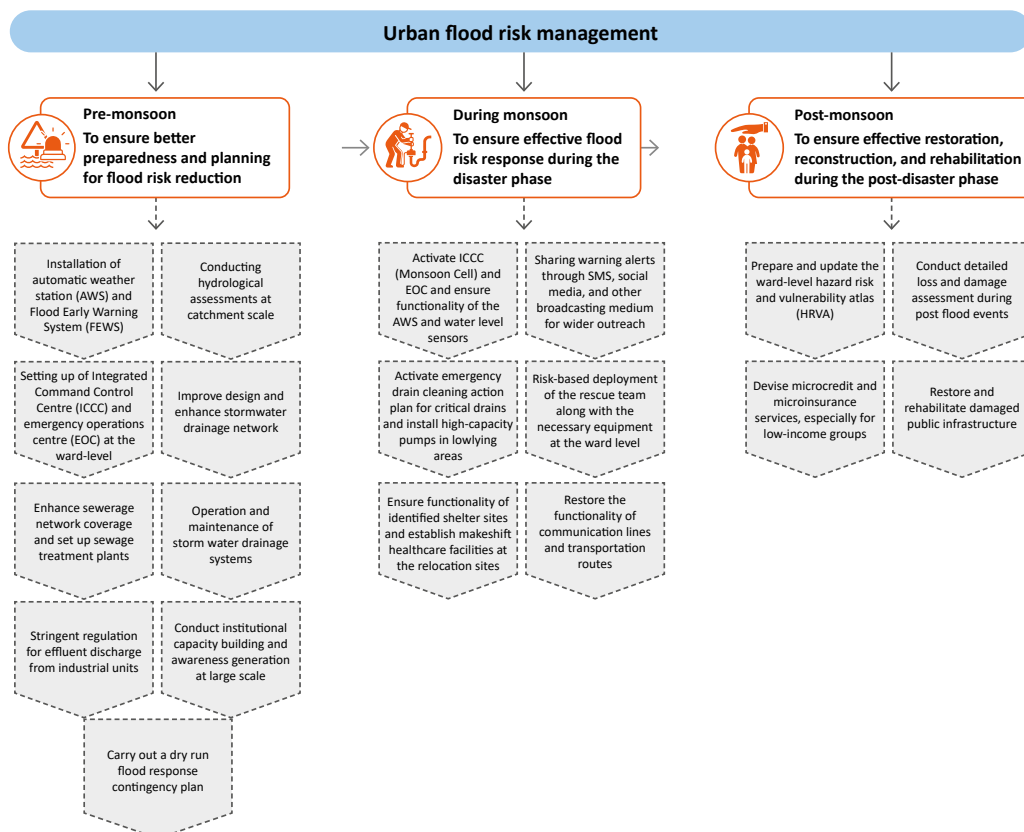 Urban flood risk management
Pre-monsoon
To ensure better
preparedness and planning
for flood risk reduction
During monsoon
To ensure effective flood
risk response during the
disaster phase
Post-monsoon
To ensure effective restoration,
reconstruction, and rehabilitation
during the post-disaster phase
Installation of
automatic weather
station (AWS) and
Flood Early Warning
System (FEWS)
Conducting
hydrological
assessments at
catchment scale
Setting up of Integrated
Command Control
Centre (ICCC) and
emergency operations
centre (EOC) at the
ward-level
Improve design and
enhance stormwater
drainage network
Enhance sewerage
network coverage
and set up sewage
treatment plants
Operation and
maintenance of
storm water drainage
systems
Stringent regulation
for effluent discharge
from industrial units
Conduct institutional
capacity building and
awareness generation
at large scale
Carry out a dry run
flood response
contingency plan
Activate ICCC
(Monsoon Cell) and
EOC and ensure
functionality of the
AWS and water level
sensors
Sharing warning alerts
through SMS, social
media, and other
broadcasting medium
for wider outreach
Activate emergency
drain cleaning action
plan for critical drains
and install high-capacity
pumps in lowlying
areas
Risk-based deployment
of the rescue team
along with the
necessary equipment
at the ward level
Ensure functionality of
identified shelter sites
and establish makeshift
healthcare facilities at
the relocation sites
Restore the
functionality of
communication lines
and transportation
routes
Prepare and update the
ward-level hazard risk
and vulnerability atlas
(HRVA)
Conduct detailed
loss and damage
assessment during
post flood events
Devise microcredit and
microinsurance
services, especially for
low-income groups
Restore and
rehabilitate damaged
public infrastructure